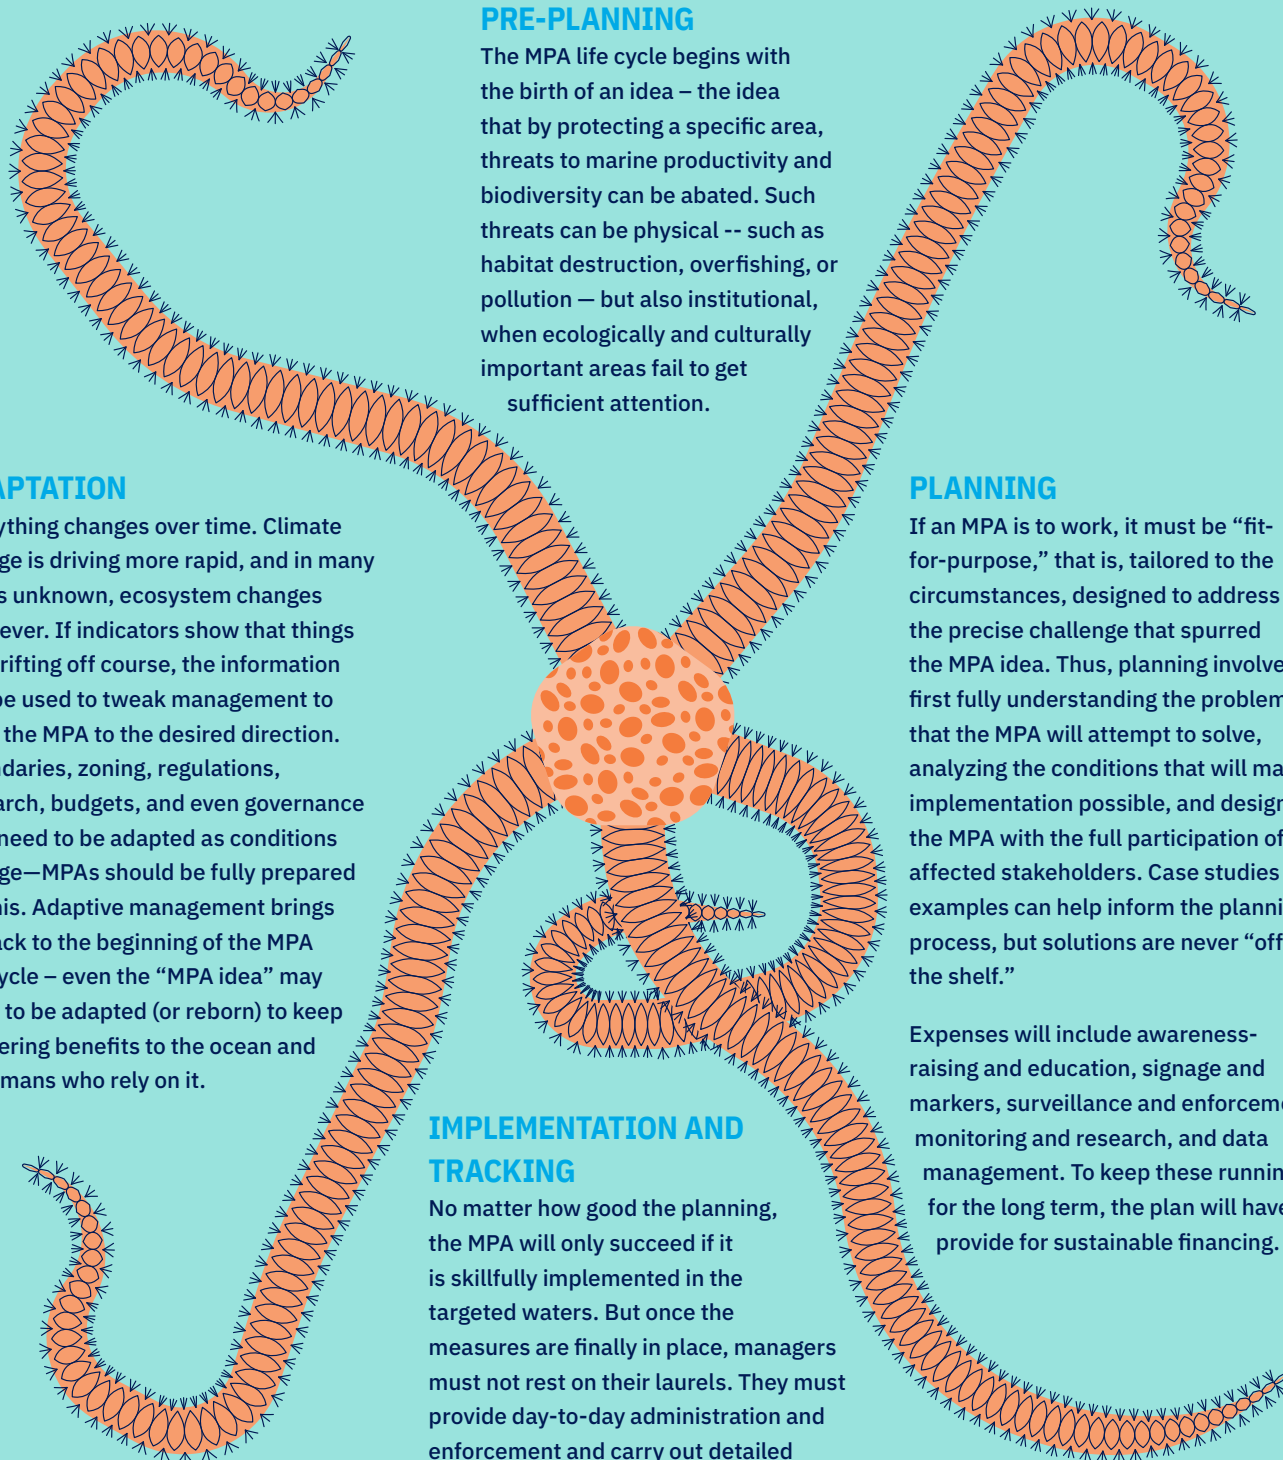 PRE-PLANNING
The MPA life cycle begins with
the birth of an idea – the idea
that by protecting a specific area,
threats to marine productivity and
biodiversity can be abated. Such
threats can be physical -- such as
habitat destruction, overfishing, or
pollution — but also institutional,
when ecologically and culturally
important areas fail to get
sufficient attention.
PLANNING
If an MPA is to work, it must be “fit-
for-purpose,” that is, tailored to the
circumstances, designed to address
the precise challenge that spurred
the MPA idea. Thus, planning involve
first fully understanding the problem
that the MPA will attempt to solve,
analyzing the conditions that will ma
implementation possible, and design
the MPA with the full participation of
affected stakeholders. Case studies
examples can help inform the planni
process, but solutions are never “off
the shelf.”
Expenses will include awareness-
raising and education, signage and
markers, surveillance and enforceme
monitoring and research, and data
management. To keep these runnin
for the long term, the plan will have
provide for sustainable financing.
IMPLEMENTATION AND
TRACKING
No matter how good the planning,
the MPA will only succeed if it
is skillfully implemented in the
targeted waters. But once the
measures are finally in place, managers
must not rest on their laurels. They must
provide day-to-day administration and
enforcement and carry out detailed
APTATION
ything changes over time. Climate
ge is driving more rapid, and in many
s unknown, ecosystem changes
ever. If indicators show that things
rifting off course, the information
be used to tweak management to
the MPA to the desired direction.
daries, zoning, regulations,
arch, budgets, and even governance
need to be adapted as conditions
ge—MPAs should be fully prepared
his. Adaptive management brings
ack to the beginning of the MPA
ycle – even the “MPA idea” may
to be adapted (or reborn) to keep
ering benefits to the ocean and
mans who rely on it.